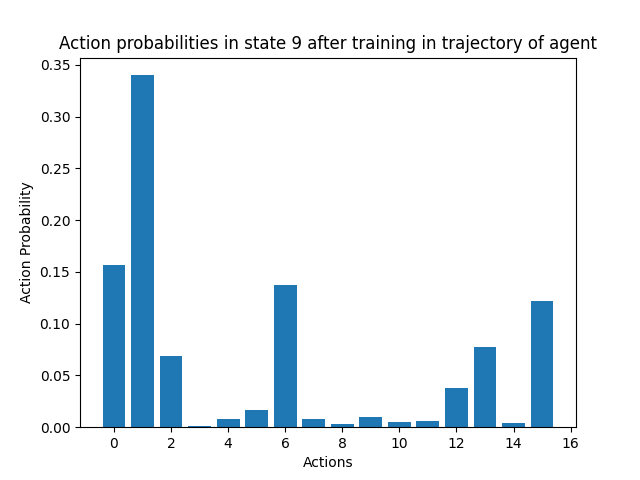 Action probabilities in state 9 after training in trajectory of agent
0.35
0.30
0.25
0.20
0.15
0.10
0.05
0.00
Action Probability
0 2 4 6 8 10 12 14 16
Actions